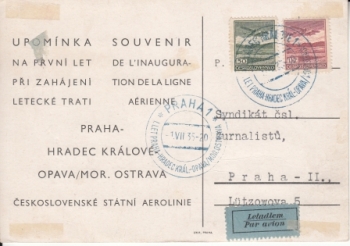 UPOMÍNKA SOUVENIR
NA PRVNÍ LET DE L'INAUGURA-
PŘI ZAHÁJENÍ TION DE LA LIGNE
LETECKÉ TRATI AÉRIENNE
PRAHA-
HRADEC KRÁLOVÉ-
OPAVA/MOR. OSTRAVA
ČESKOSLOVENSKÉ STÁTNÍ AEROLINIE
P.
50
PRAHA 1
Syndikát čsl.
žurnalistů,
Praha-II.,
Lützowova 5
Letadlem
Par avion